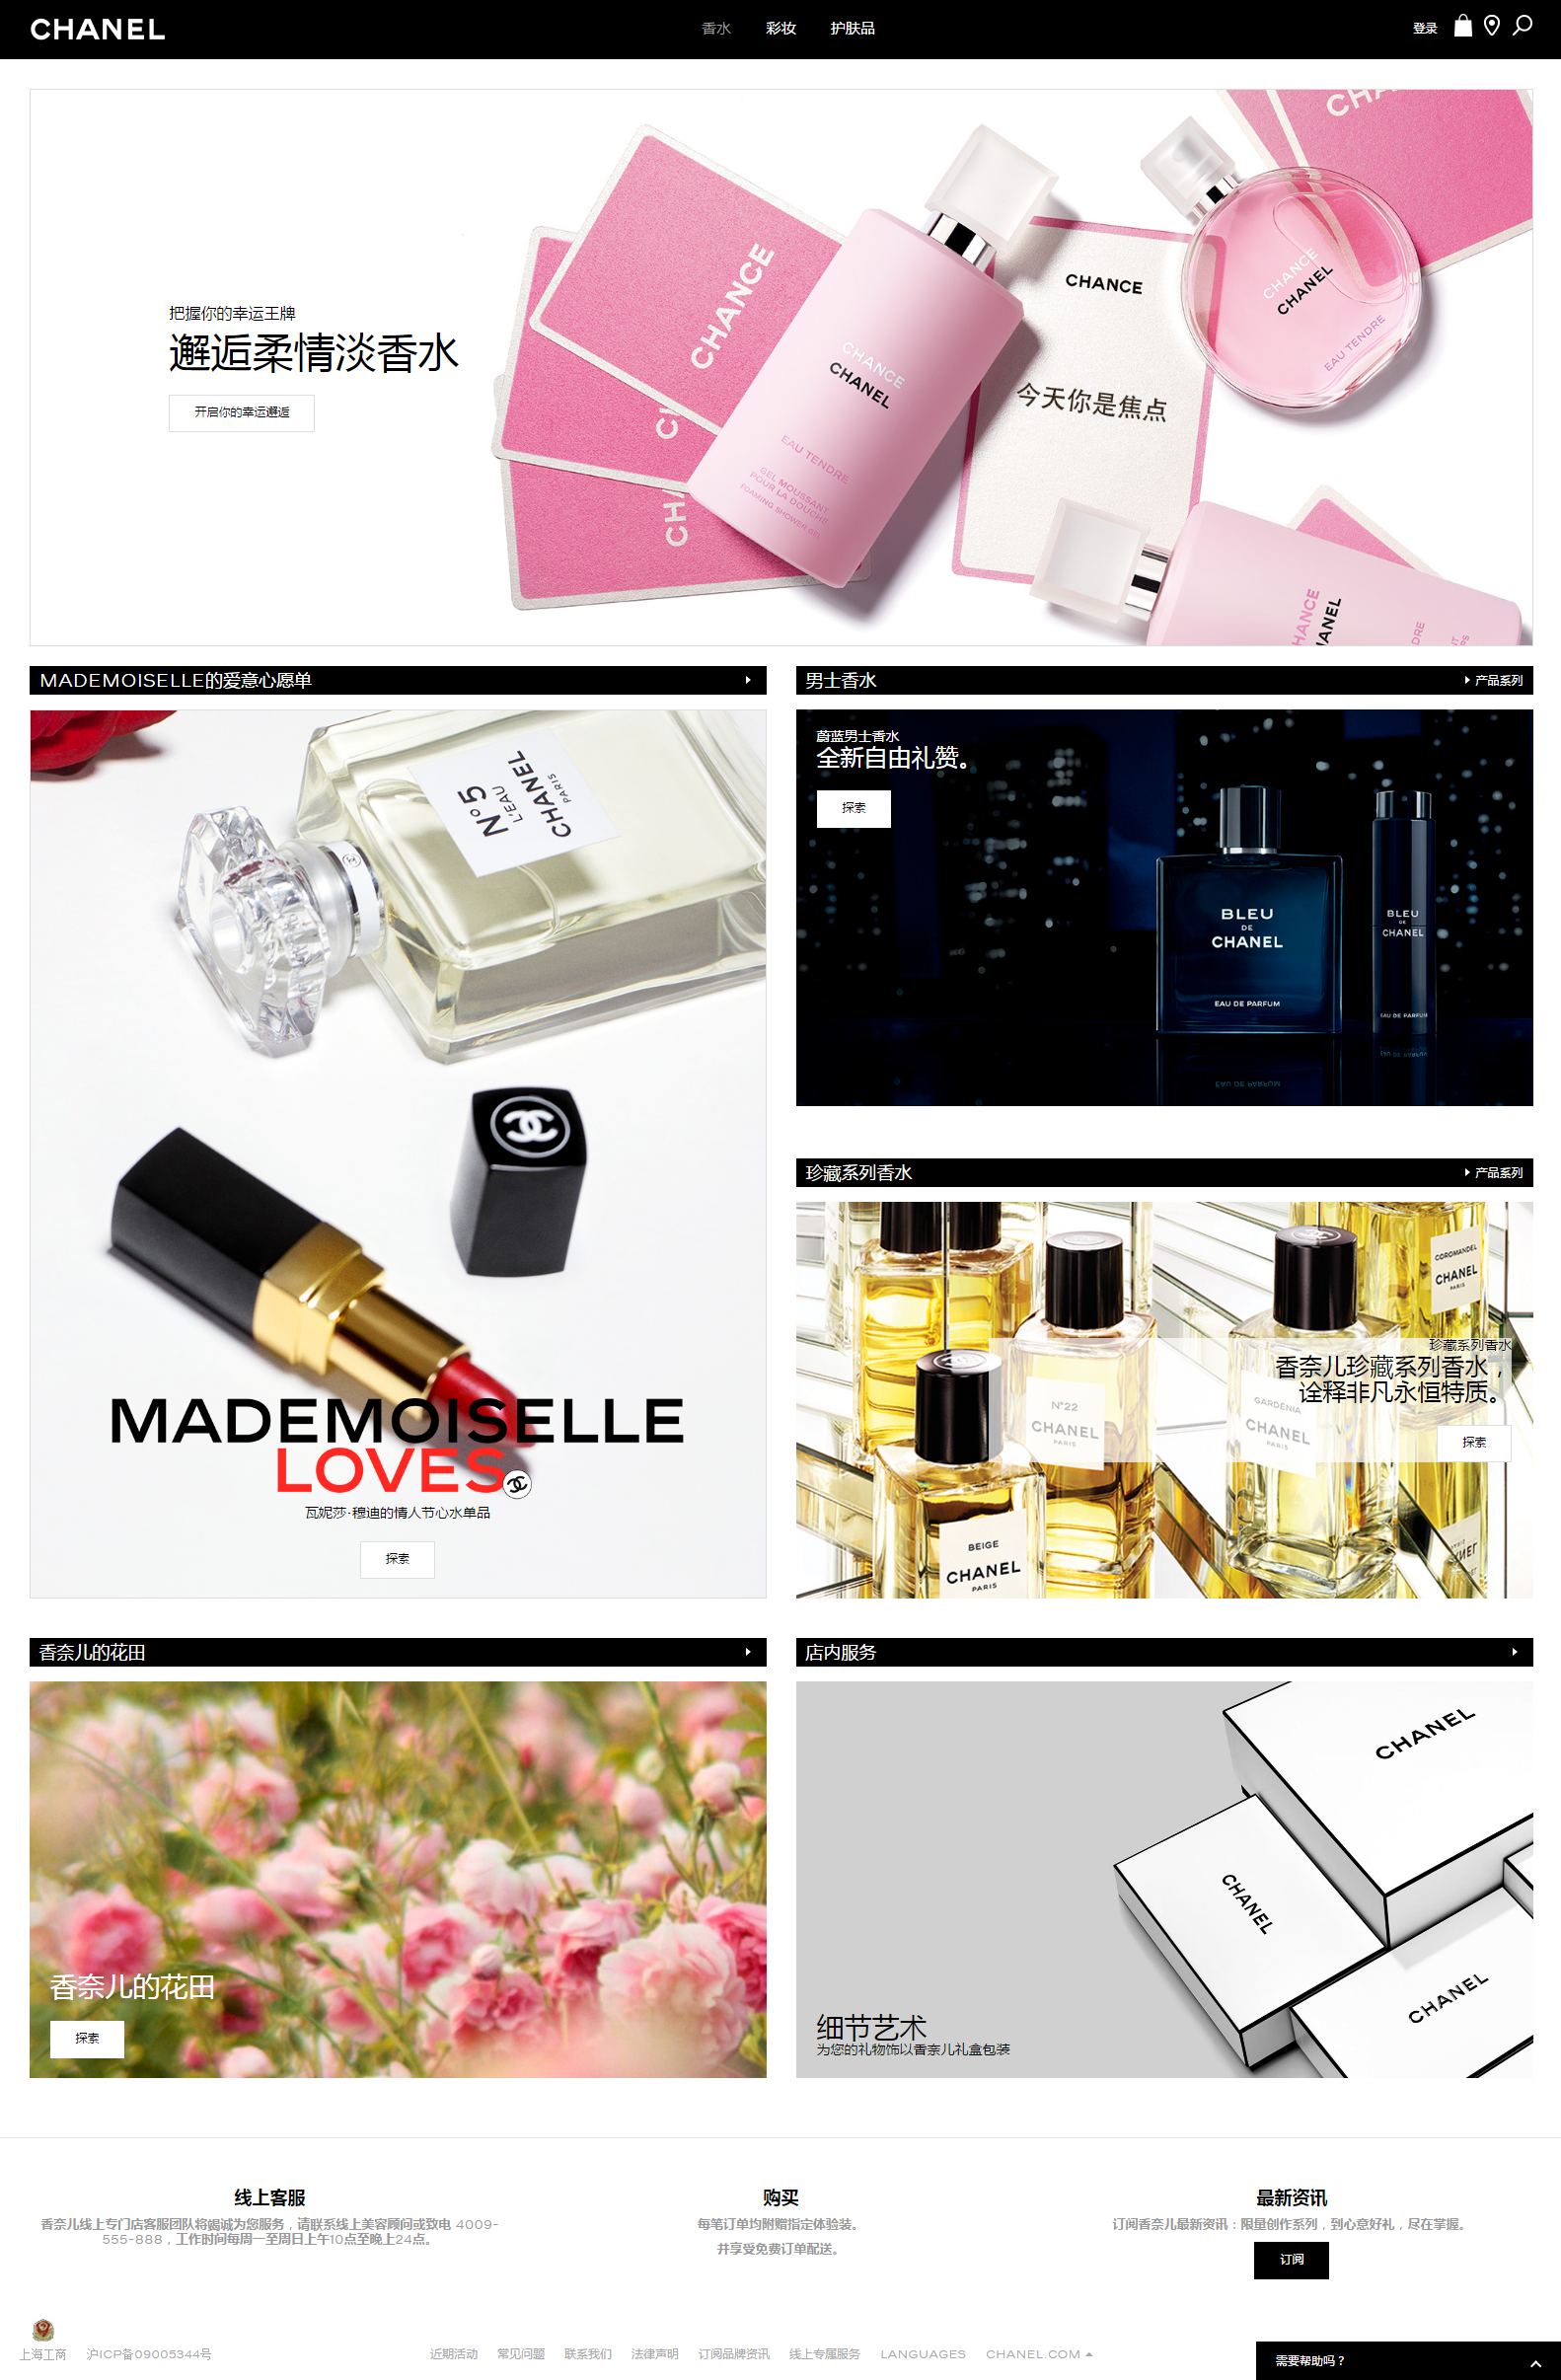 CHANEL
香水 彩妆 护肤品
登录
CHANCE
CHANCE
CHANCE
CHANEL
EAU TENDRE
GEL MOUSSANT
POUR LA DOUCHE
FOAMING SHOWER GEL
CHANCE
今天你是焦点
CHANCE
CHANEL
EAU TENDRE
把握你的幸运王牌
邂逅柔情淡香水
开启你的幸运邂逅
MADEMOISELLE的爱意心愿单
N°5
L'EAU
CHANEL
PARIS
MADEMOISELLE
LOVES
瓦妮莎·穆迪的情人节心水单品
探索
男士香水
产品系列
蔚蓝男士香水
全新自由礼赞。
探索
BLEU
DE
CHANEL
EAU DE PARFUM
BLEU
DE
CHANEL
EAU DE PARFUM
珍藏系列香水
产品系列
COROMANDEL
CHANEL
PARIS
珍藏系列香水
香奈儿珍藏系列香水，
诠释非凡永恒特质。
探索
N°22
CHANEL
PARIS
GARDÉNIA
CHANEL
PARIS
BEIGE
CHANEL
PARIS
香奈儿的花田
香奈儿的花田
探索
店内服务
CHANEL
CHANEL
CHANEL
细节艺术
为您的礼物饰以香奈儿礼盒包装
线上客服
香奈儿线上专门店客服团队将竭诚为您服务，请联系线上美容顾问或致电 4009-
555-888，工作时间每周一至周日上午10点至晚上24点。
购买
每笔订单均附赠指定体验装。
并享受免费订单配送。
最新资讯
订阅香奈儿最新资讯：限量创作系列，到心意好礼，尽在掌握。
订阅
上海工商 沪ICP备09005344号
近期活动 常见问题 联系我们 法律声明 订阅品牌资讯 线上专属服务 LANGUAGES CHANEL.COM
需要帮助吗？